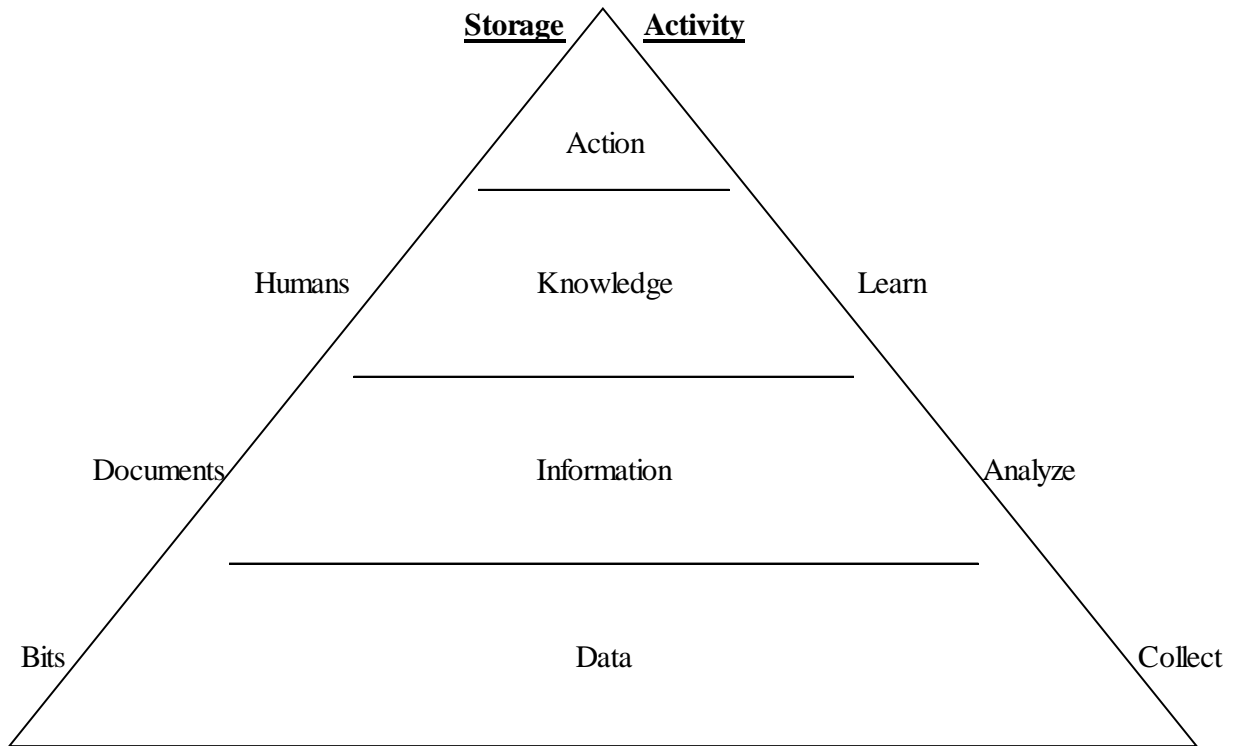 Storage Activity
Action
Humans Knowledge Learn
Documents Information Analyze
Bits Data Collect